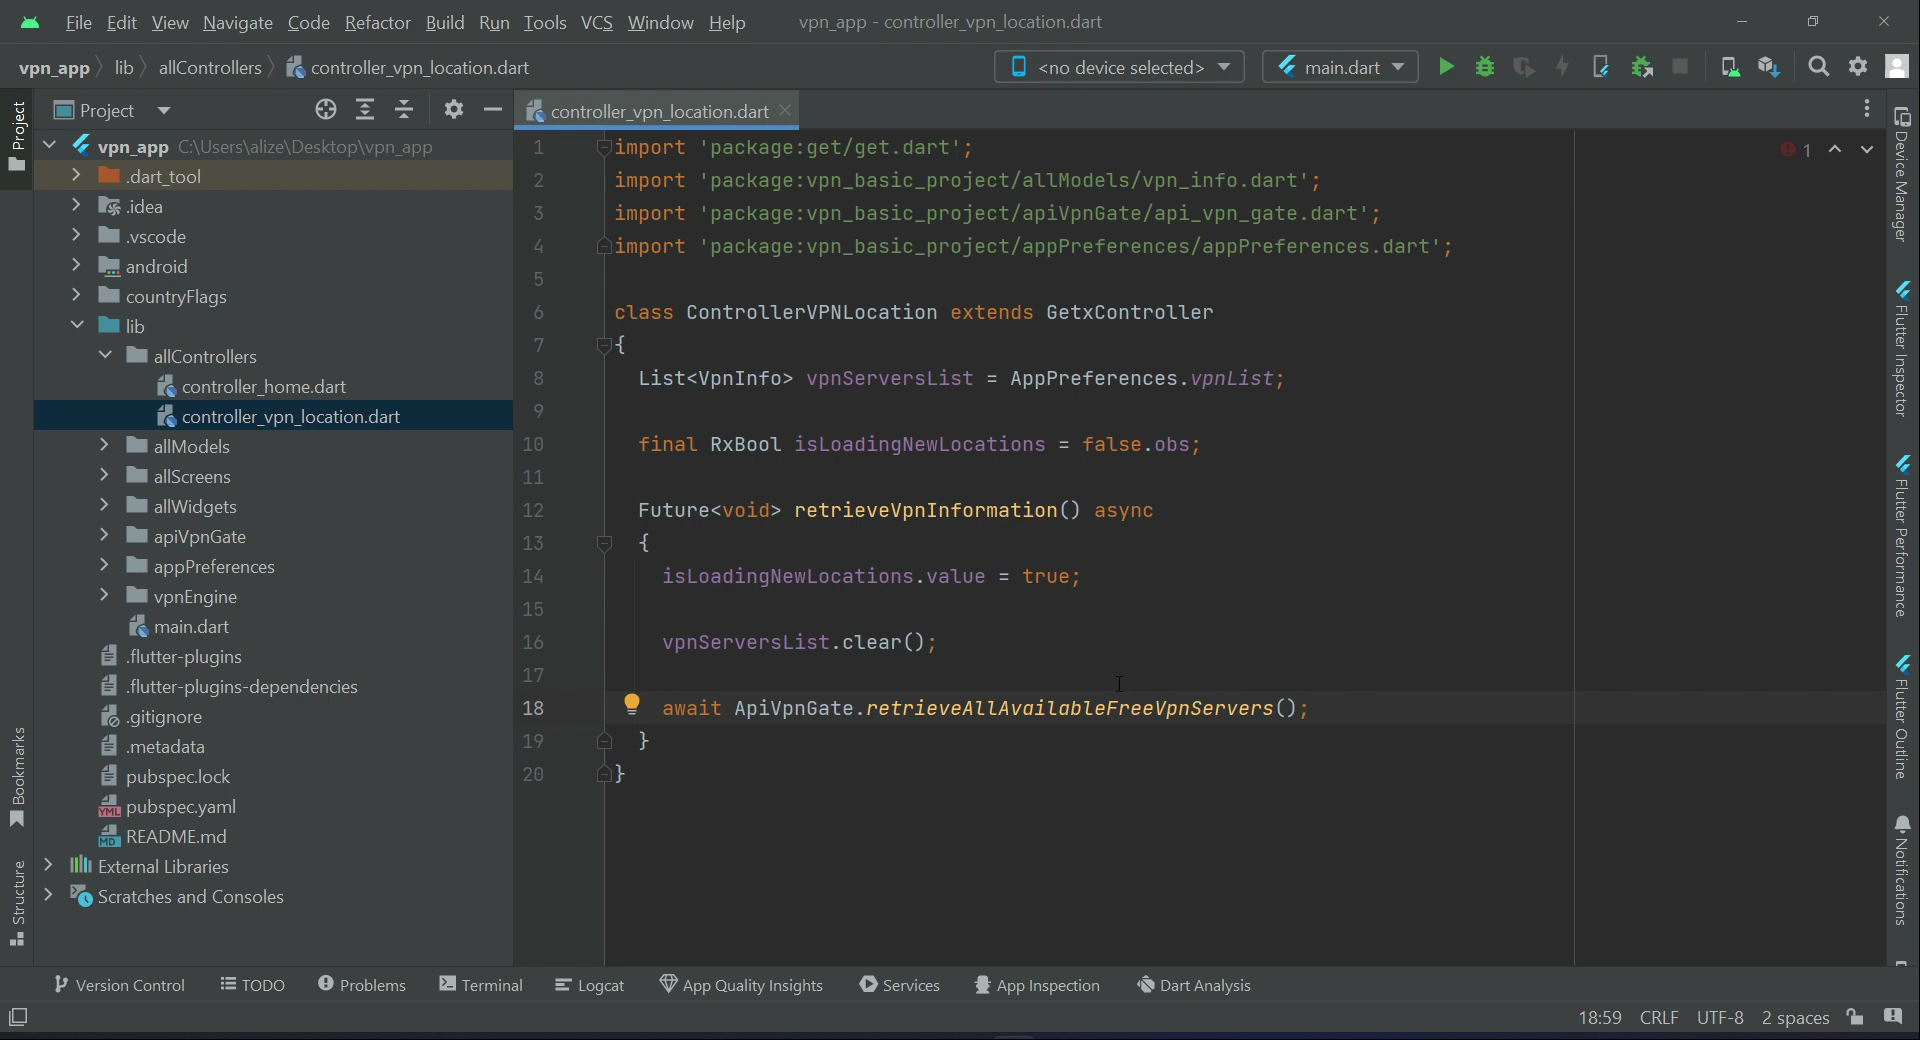 File Edit View Navigate Code Refactor Build Run Tools VCS Window Help vpn_app - controller_vpn_location.dart
vpn_app lib allControllers controller_vpn_location.dart <no device selected> main.dart
Project
Project
controller_vpn_location.dart
vpn_app C:\Users\alize\Desktop\vpn_app
.dart_tool
.idea
.vscode
android
countryFlags
lib
allControllers
controller_home.dart
controller_vpn_location.dart
allModels
allScreens
allWidgets
apiVpnGate
appPreferences
vpnEngine
main.dart
.flutter-plugins
.flutter-plugins-dependencies
.gitignore
.metadata
pubspec.lock
pubspec.yaml
README.md
External Libraries
Scratches and Consoles
Bookmarks
Structure
1 import 'package:get/get.dart';
2 import 'package:vpn_basic_project/allModels/vpn_info.dart';
3 import 'package:vpn_basic_project/apiVpnGate/api_vpn_gate.dart';
4 import 'package:vpn_basic_project/appPreferences/appPreferences.dart';
5
6 class ControllerVPNLocation extends GetxController
7 {
8 List<VpnInfo> vpnServersList = AppPreferences.vpnList;
9
10 final RxBool isLoadingNewLocations = false.obs;
11
12 Future<void> retrieveVpnInformation() async
13 {
14 isLoadingNewLocations.value = true;
15
16 vpnServersList.clear();
17
18 await ApiVpnGate.retrieveAllAvailableFreeVpnServers();
19 }
20 }
1
Device Manager
Flutter Inspector
Flutter Performance
Flutter Outline
Notifications
Version Control TODO Problems Terminal Logcat App Quality Insights Services App Inspection Dart Analysis
18:59 CRLF UTF-8 2 spaces